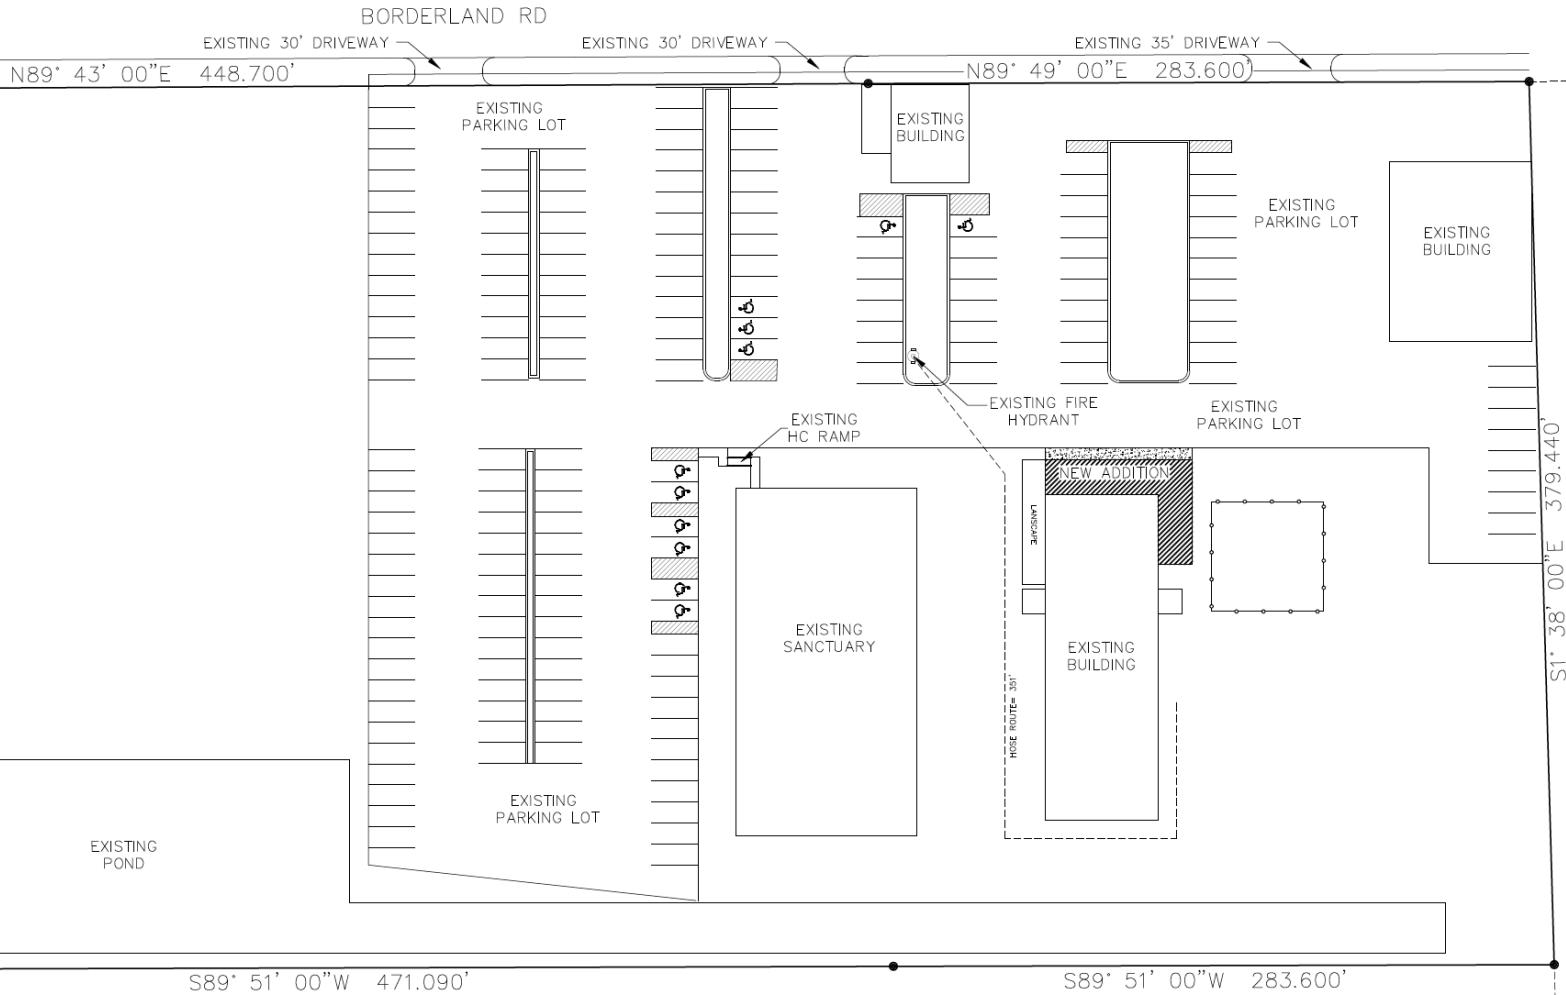 BORDERLAND RD
EXISTING 30' DRIVEWAY
EXISTING 30' DRIVEWAY
EXISTING 35' DRIVEWAY
N89° 43' 00"E 448.700'
N89° 49' 00"E 283.600'
EXISTING
PARKING LOT
EXISTING
BUILDING
EXISTING
PARKING LOT
EXISTING
BUILDING
EXISTING FIRE
HYDRANT
EXISTING
PARKING LOT
EXISTING
HC RAMP
NEW ADDITION
LANSCAPE
S1° 38' 00"E 379.440'
EXISTING
SANCTUARY
EXISTING
BUILDING
HOSE ROUTE= 351'
EXISTING
PARKING LOT
EXISTING
POND
S89° 51' 00"W 471.090'
S89° 51' 00"W 283.600'